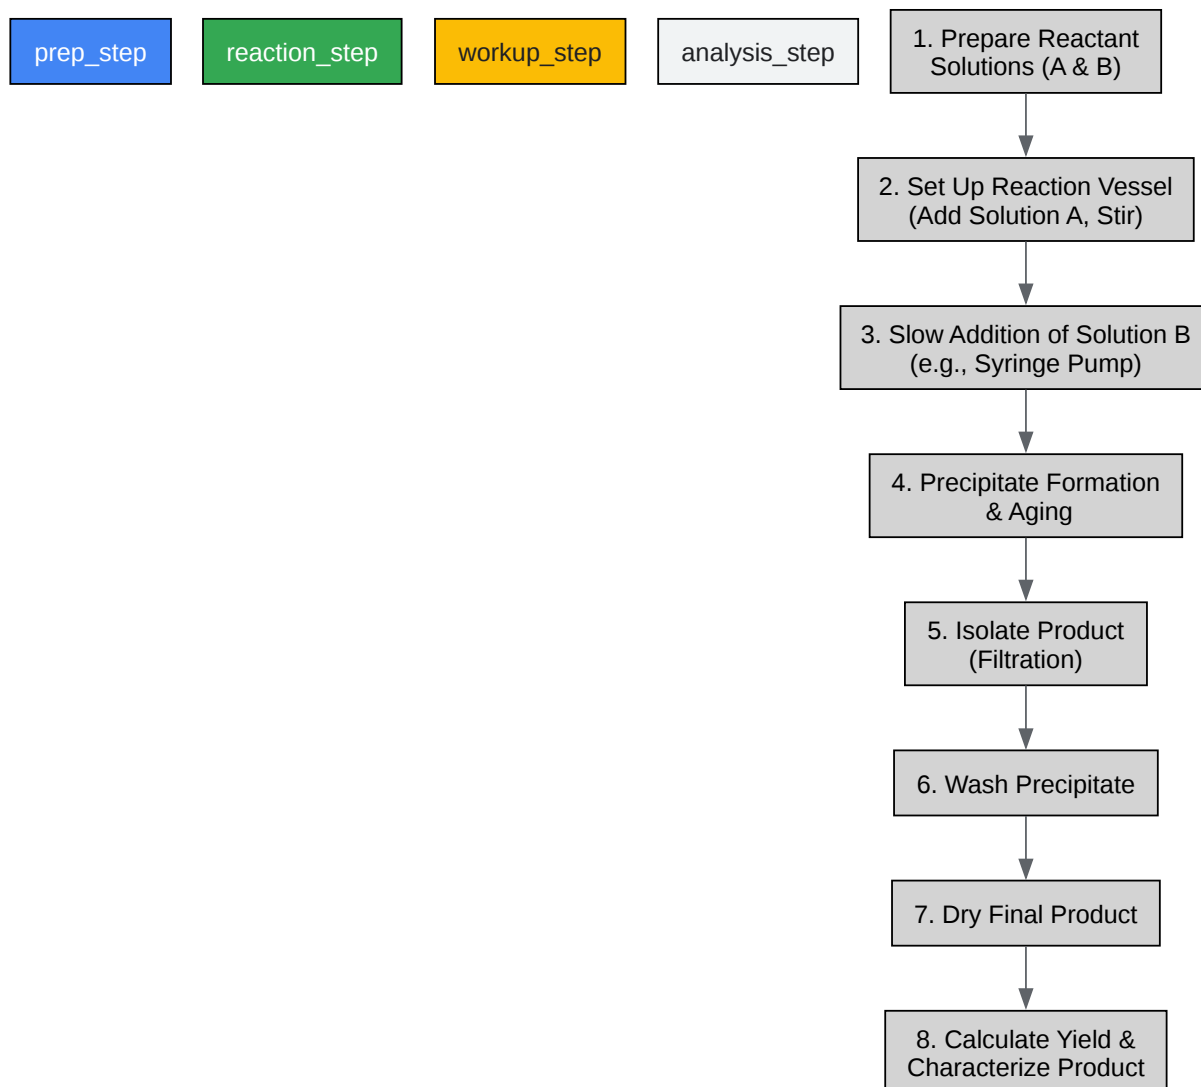 prep_step
reaction_step
workup_step
analysis_step
1. Prepare Reactant
Solutions (A & B)
2. Set Up Reaction Vessel
(Add Solution A, Stir)
3. Slow Addition of Solution B
(e.g., Syringe Pump)
4. Precipitate Formation
& Aging
5. Isolate Product
(Filtration)
6. Wash Precipitate
7. Dry Final Product
8. Calculate Yield &
Characterize Product